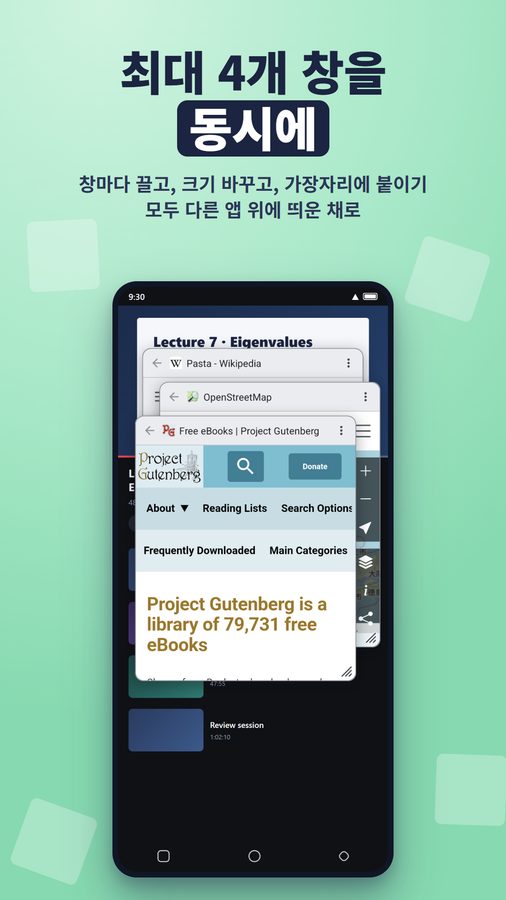 최대 4개 창을
동시에
창마다 끌고, 크기 바꾸고, 가장자리에 붙이기
모두 다른 앱 위에 띄운 채로
9:30
Lecture 7 · Eigenvalues
Pasta - Wikipedia
OpenStreetMap
Free eBooks | Project Gutenberg
Project
Gutenberg
Donate
About ▼ Reading Lists Search Options
Frequently Downloaded Main Categories
Project Gutenberg is a
library of 79,731 free
eBooks
47:55
Review session
1:02:10